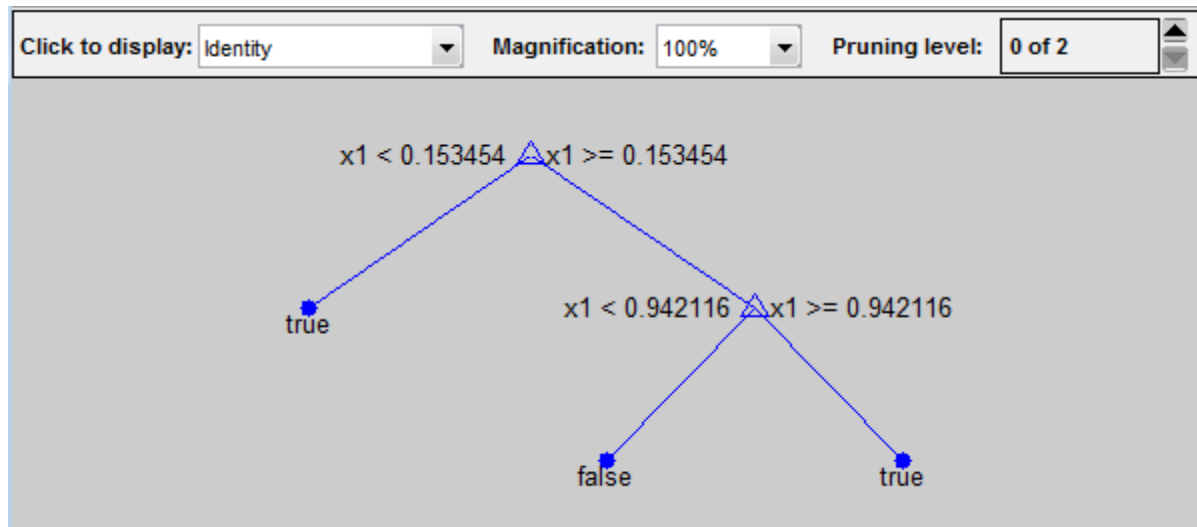 Click to display: Identity Magnification: 100% Pruning level: 0 of 2
x1 < 0.153454 x1 >= 0.153454
true
x1 < 0.942116 x1 >= 0.942116
false true